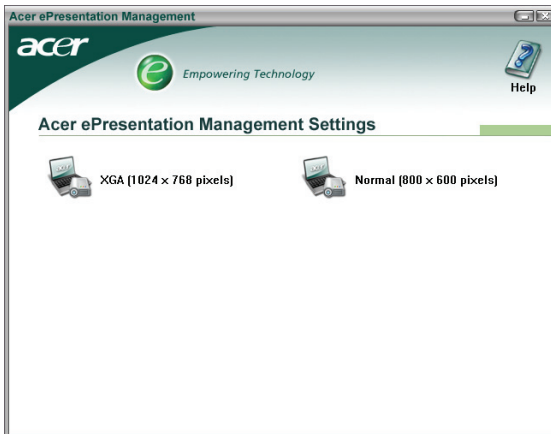 Acer ePresentation Management
acer
e Empowering Technology
Help
Acer ePresentation Management Settings
XGA (1024 x 768 pixels)
Normal (800 x 600 pixels)